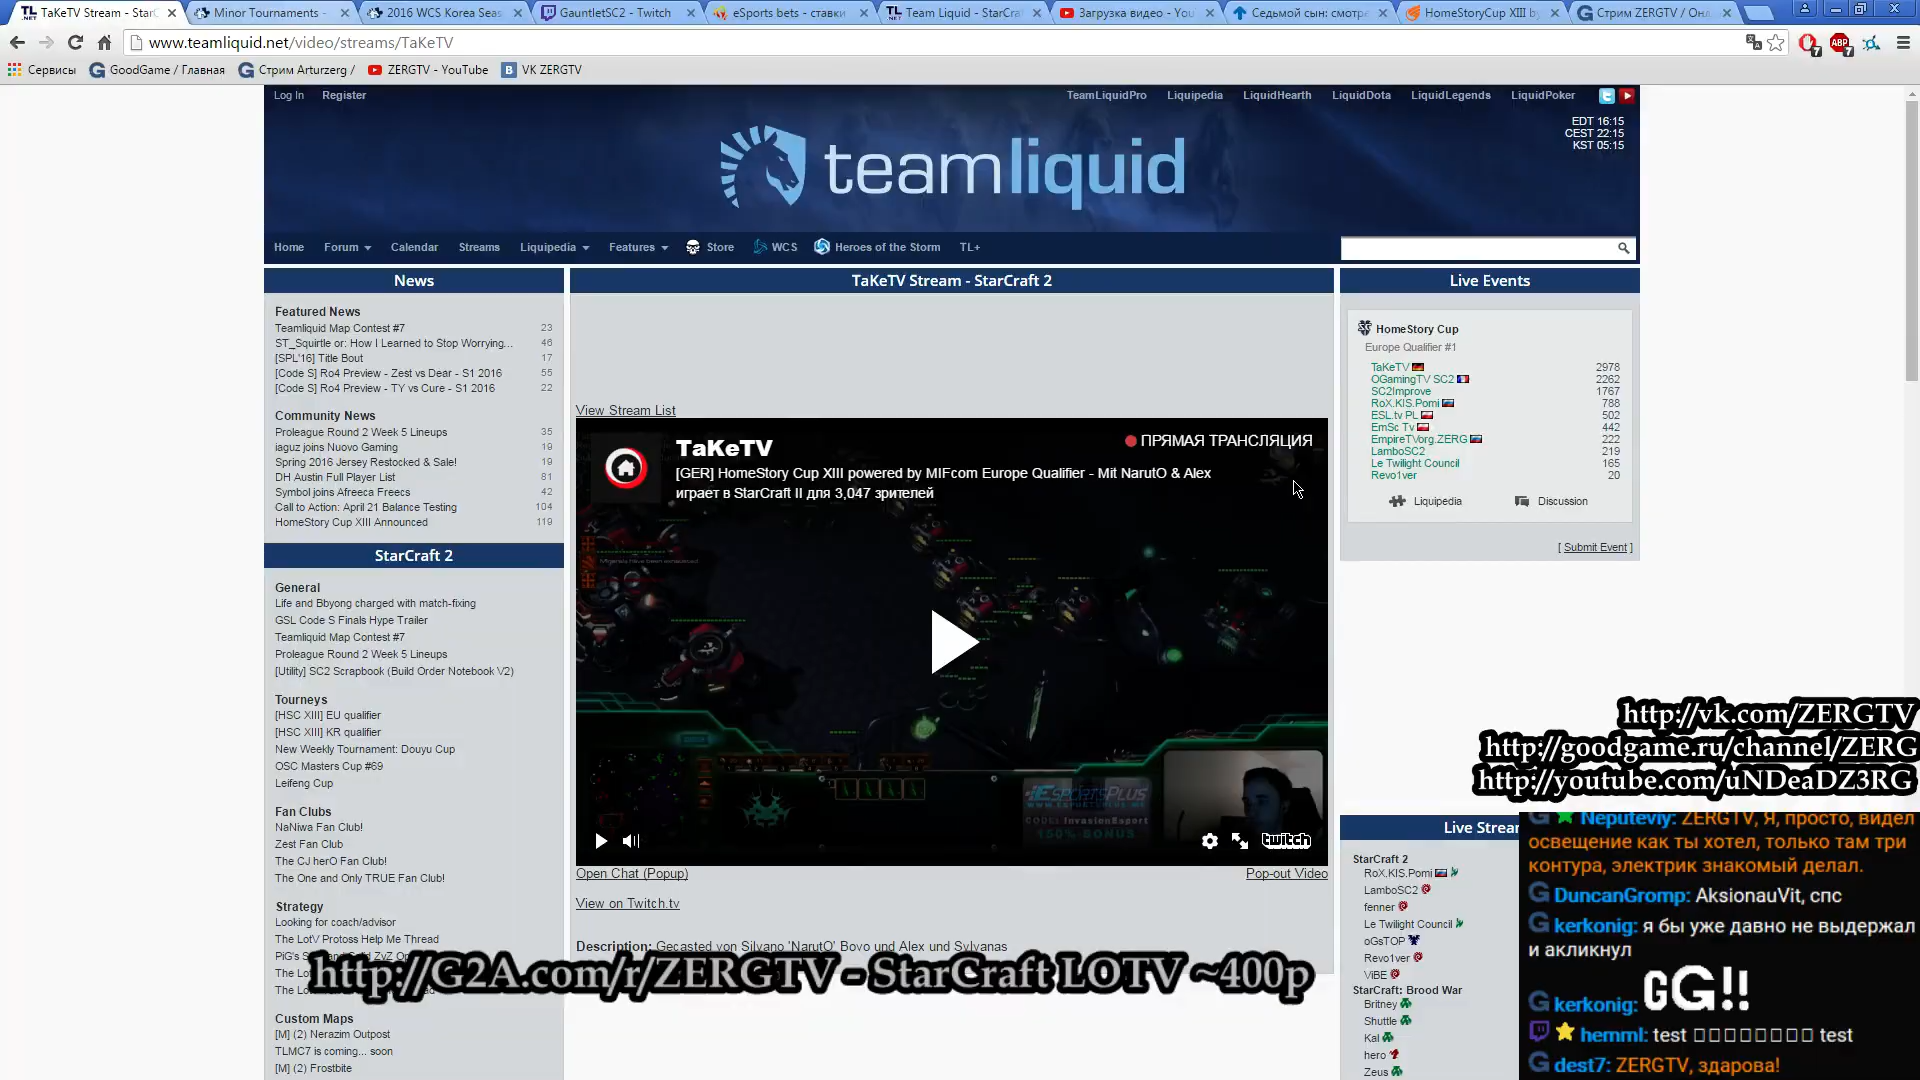 TaKeTV Stream - StarC
Minor Tournaments -
2016 WCS Korea Seas
GauntletSC2 - Twitch
eSports bets - ставки
Team Liquid - StarCra
Загрузка видео - You
Седьмой сын: смотре
HomeStoryCup XIII by
Стрим ZERGTV / Онл
www.teamliquid.net/video/streams/TaKeTV
Сервисы
GoodGame / Главная
Стрим Arturzerg /
ZERGTV - YouTube
VK ZERGTV
Log In Register
TeamLiquidPro Liquipedia LiquidHearth LiquidDota LiquidLegends LiquidPoker
EDT 16:15
CEST 22:15
KST 05:15
teamliquid
Home Forum Calendar Streams Liquipedia Features Store WCS Heroes of the Storm TL+
News
Featured News
Teamliquid Map Contest #7 23
ST_Squirtle or: How I Learned to Stop Worrying... 46
[SPL'16] Title Bout 17
[Code S] Ro4 Preview - Zest vs Dear - S1 2016 55
[Code S] Ro4 Preview - TY vs Cure - S1 2016 22
Community News
Proleague Round 2 Week 5 Lineups 35
iaguz joins Nuovo Gaming 19
Spring 2016 Jersey Restocked & Sale! 19
DH Austin Full Player List 81
Symbol joins Afreeca Freecs 42
Call to Action: April 21 Balance Testing 104
HomeStory Cup XIII Announced 119
StarCraft 2
General
Life and Bbyong charged with match-fixing
GSL Code S Finals Hype Trailer
Teamliquid Map Contest #7
Proleague Round 2 Week 5 Lineups
[Utility] SC2 Scrapbook (Build Order Notebook V2)
Tourneys
[HSC XIII] EU qualifier
[HSC XIII] KR qualifier
New Weekly Tournament: Douyu Cup
OSC Masters Cup #69
Leifeng Cup
Fan Clubs
NaNiwa Fan Club!
Zest Fan Club
The CJ herO Fan Club!
The One and Only TRUE Fan Club!
Strategy
Looking for coach/advisor
The LotV Protoss Help Me Thread
PiG's
The Lot
The Lot
Custom Maps
[M] (2) Nerazim Outpost
TLMC7 is coming... soon
[M] (2) Frostbite
TaKeTV Stream - StarCraft 2
View Stream List
TaKeTV
ПРЯМАЯ ТРАНСЛЯЦИЯ
[GER] HomeStory Cup XIII powered by MIFcom Europe Qualifier - Mit NarutO & Alex
играет в StarCraft II для 3,047 зрителей
ESPORTSPLUS
CODE: InvasionEsport
150% BONUS
twitch
Open Chat (Popup) Pop-out Video
View on Twitch.tv
Description: Gecasted von Silvano 'NarutO' Bovo und Alex und Sylvanas
http://G2A.com/r/ZERGTV - StarCraft LOTV ~400p
Live Events
HomeStory Cup
Europe Qualifier #1
TaKeTV 2978
OGamingTV SC2 2262
SC2Improve 1767
RoX.KIS.Pomi 788
ESL.tv PL 502
EmSc Tv 442
EmpireTVorg.ZERG 222
LamboSC2 219
Le Twilight Council 165
Revo1ver 20
Liquipedia Discussion
[ Submit Event ]
http://vk.com/ZERGTV
http://goodgame.ru/channel/ZERG
http://youtube.com/uNDeaDZ3RG
Live Strea
StarCraft 2
RoX.KIS.Pomi
LamboSC2
fenner
Le Twilight Council
oGsTOP
Revo1ver
ViBE
StarCraft: Brood War
Britney
Shuttle
Kal
hero
Zeus
Neputeviy: ZERGTV, Я, просто, видел
освещение как ты хотел, только там три
контура, электрик знакомый делал.
DuncanGromp: AksionauVit, спс
kerkonig: я бы уже давно не выдержал
и акликнул
kerkonig: GG!!
hemml: test □□□□□□□□ test
dest7: ZERGTV, здарова!